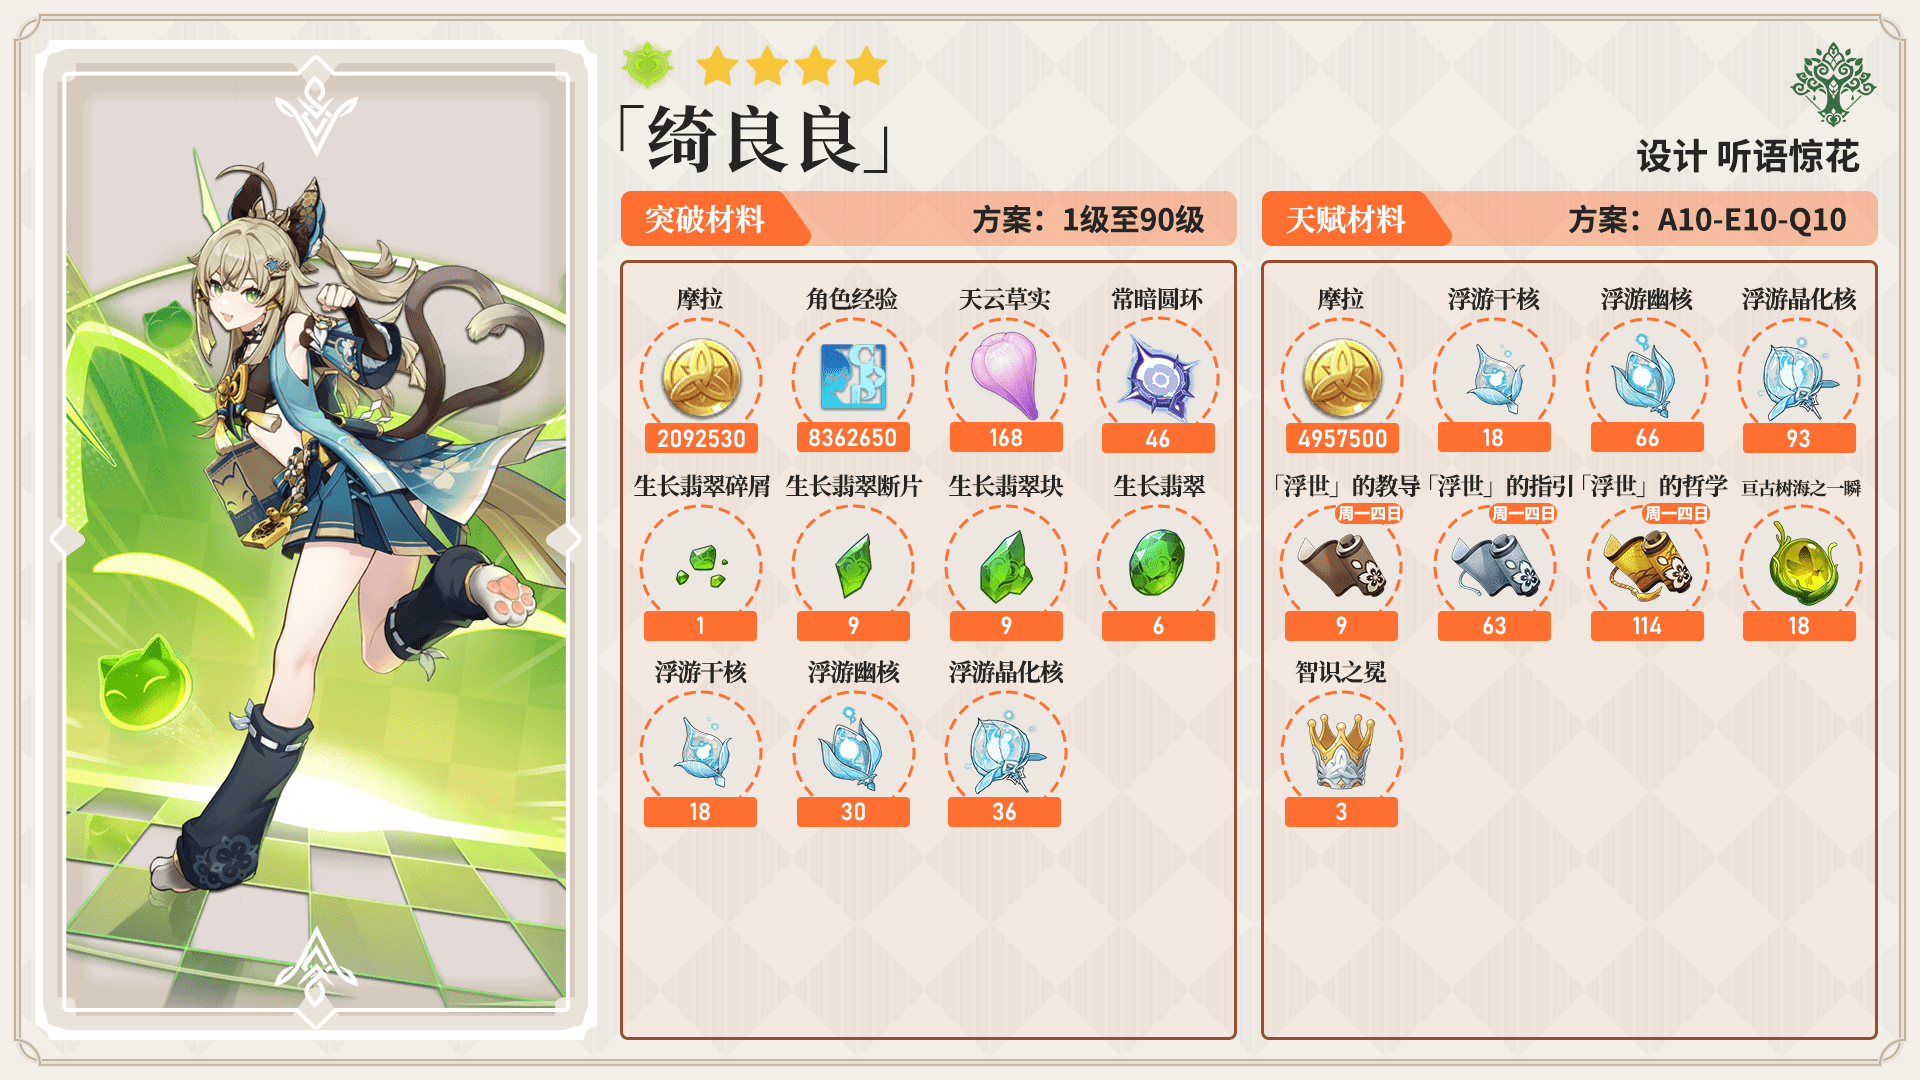 「绮良良」
设计 听语惊花
突破材料 方案：1级至90级
摩拉 角色经验 天云草实 常暗圆环
2092530 8362650 168 46
生长翡翠碎屑 生长翡翠断片 生长翡翠块 生长翡翠
1 9 9 6
浮游干核 浮游幽核 浮游晶化核
18 30 36
天赋材料 方案：A10-E10-Q10
摩拉 浮游干核 浮游幽核 浮游晶化核
4957500 18 66 93
「浮世」的教导 「浮世」的指引 「浮世」的哲学 亘古树海之一瞬
周一四日 周一四日 周一四日
9 63 114 18
智识之冕
3